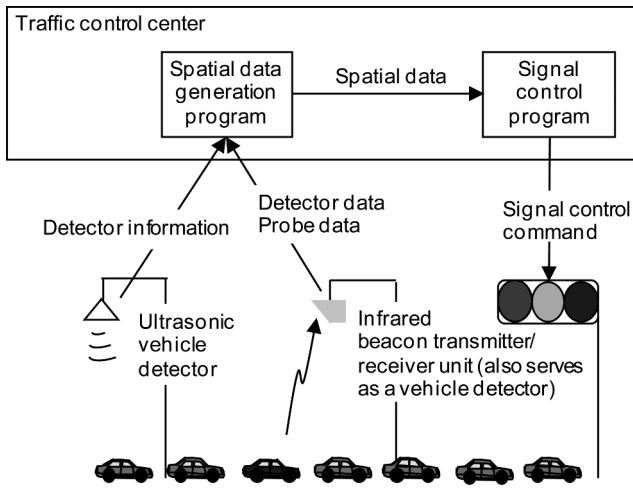 Traffic control center
Spatial data
generation
program
Spatial data
Signal
control
program
Detector information
Detector data
Probe data
Signal control
command
Ultrasonic
vehicle
detector
Infrared
beacon transmitter/
receiver unit (also serves
as a vehicle detector)